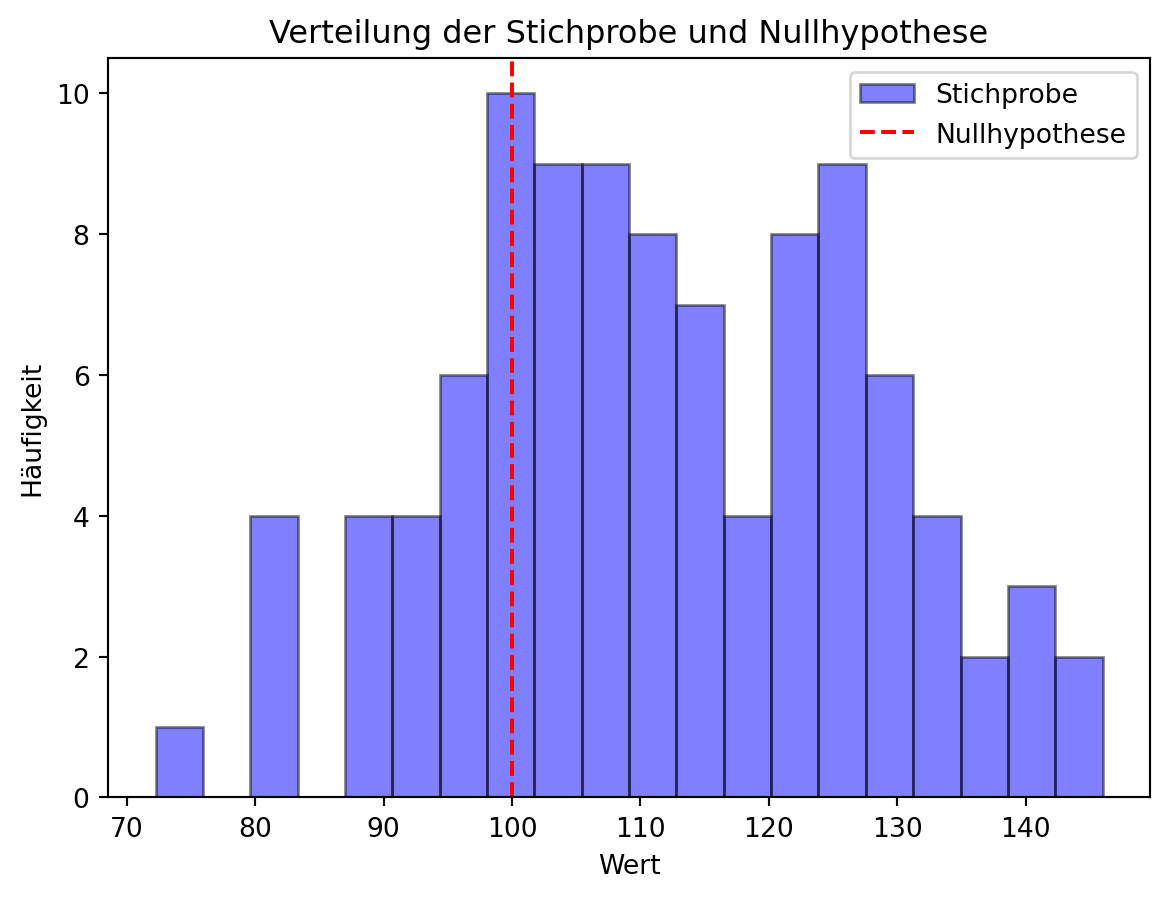 Verteilung der Stichprobe und Nullhypothese
Stichprobe
Nullhypothese
10
8
6
4
2
0
Häufigkeit
70 80 90 100 110 120 130 140
Wert